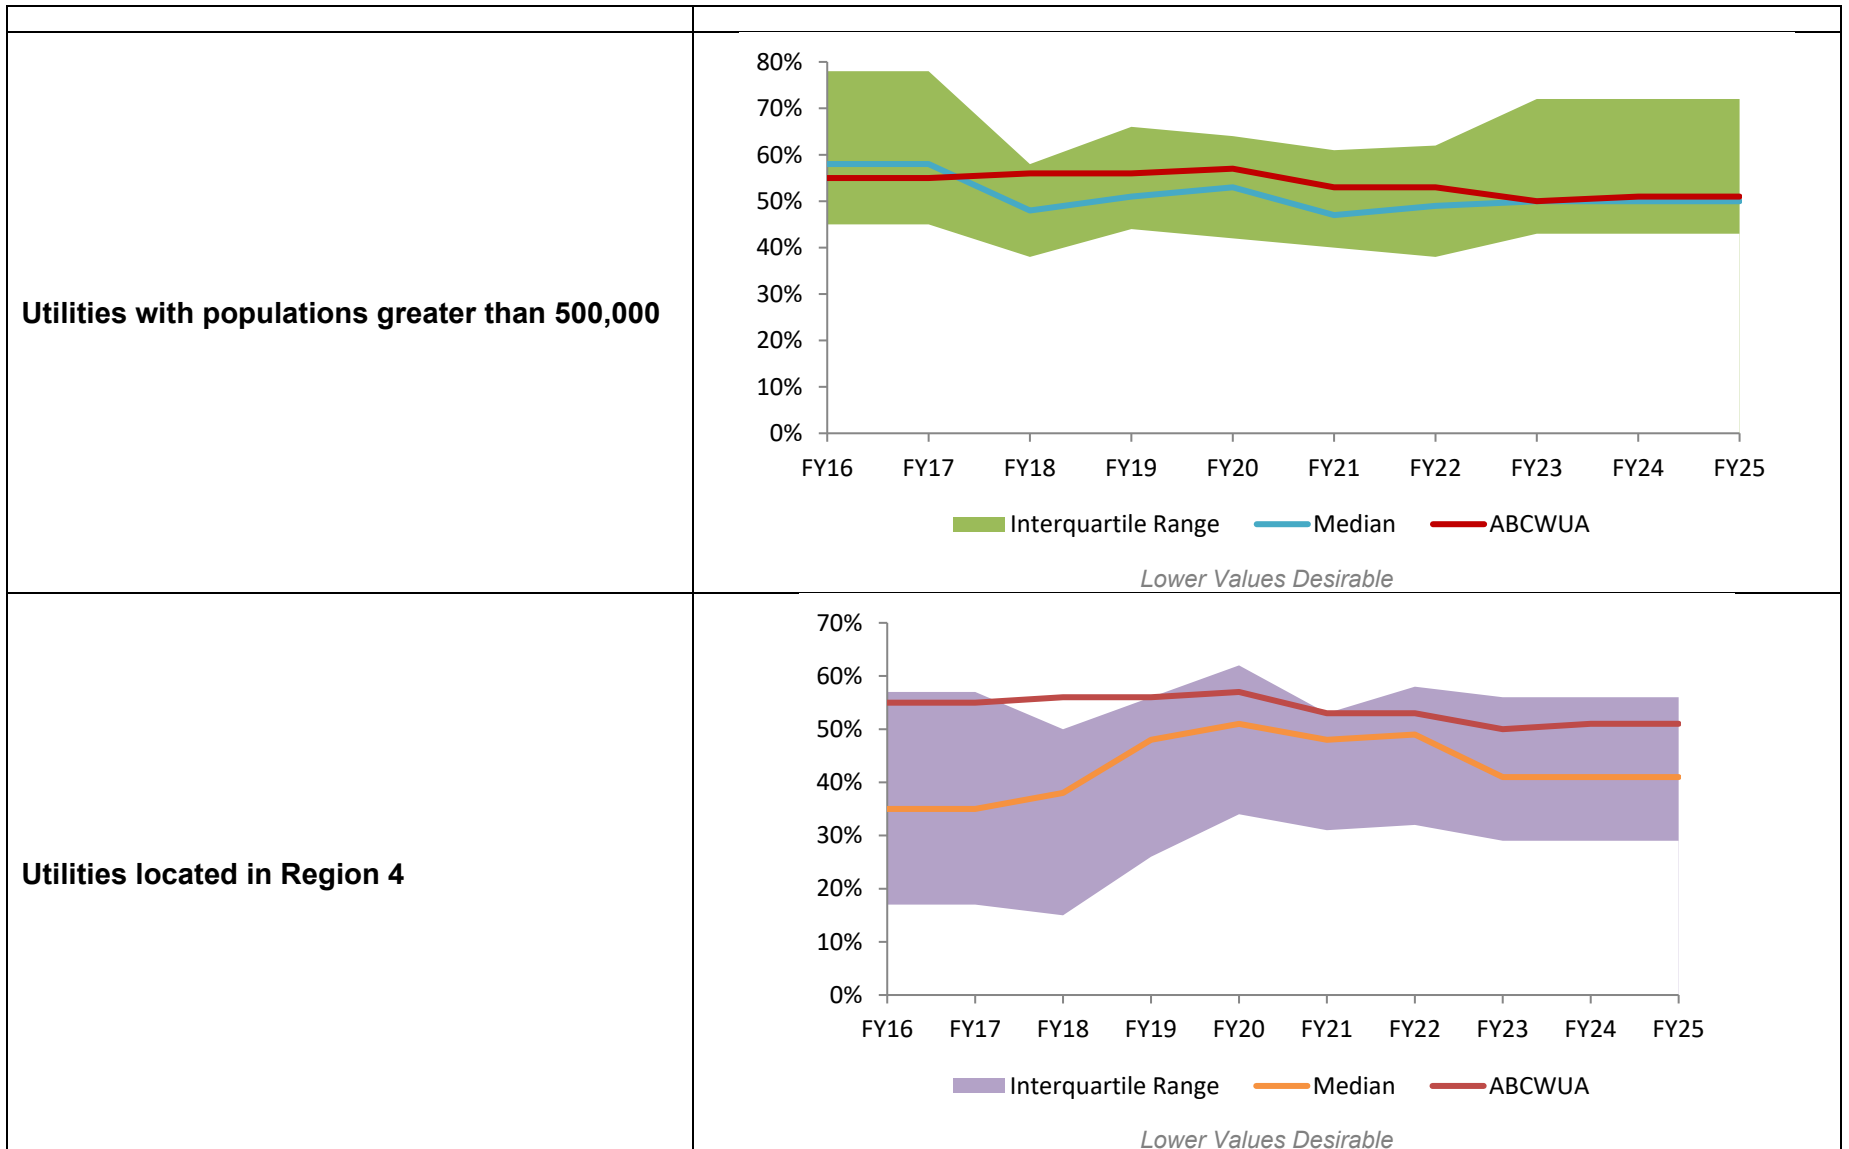 80%
70%
60%
50%
40%
30%
20%
10%
0%
FY16 FY17 FY18 FY19 FY20 FY21 FY22 FY23 FY24 FY25
Utilities with populations greater than 500,000
Interquartile Range Median ABCWUA
Lower Values Desirable
70%
60%
50%
40%
30%
20%
10%
0%
FY16 FY17 FY18 FY19 FY20 FY21 FY22 FY23 FY24 FY25
Utilities located in Region 4
Interquartile Range Median ABCWUA
Lower Values Desirable